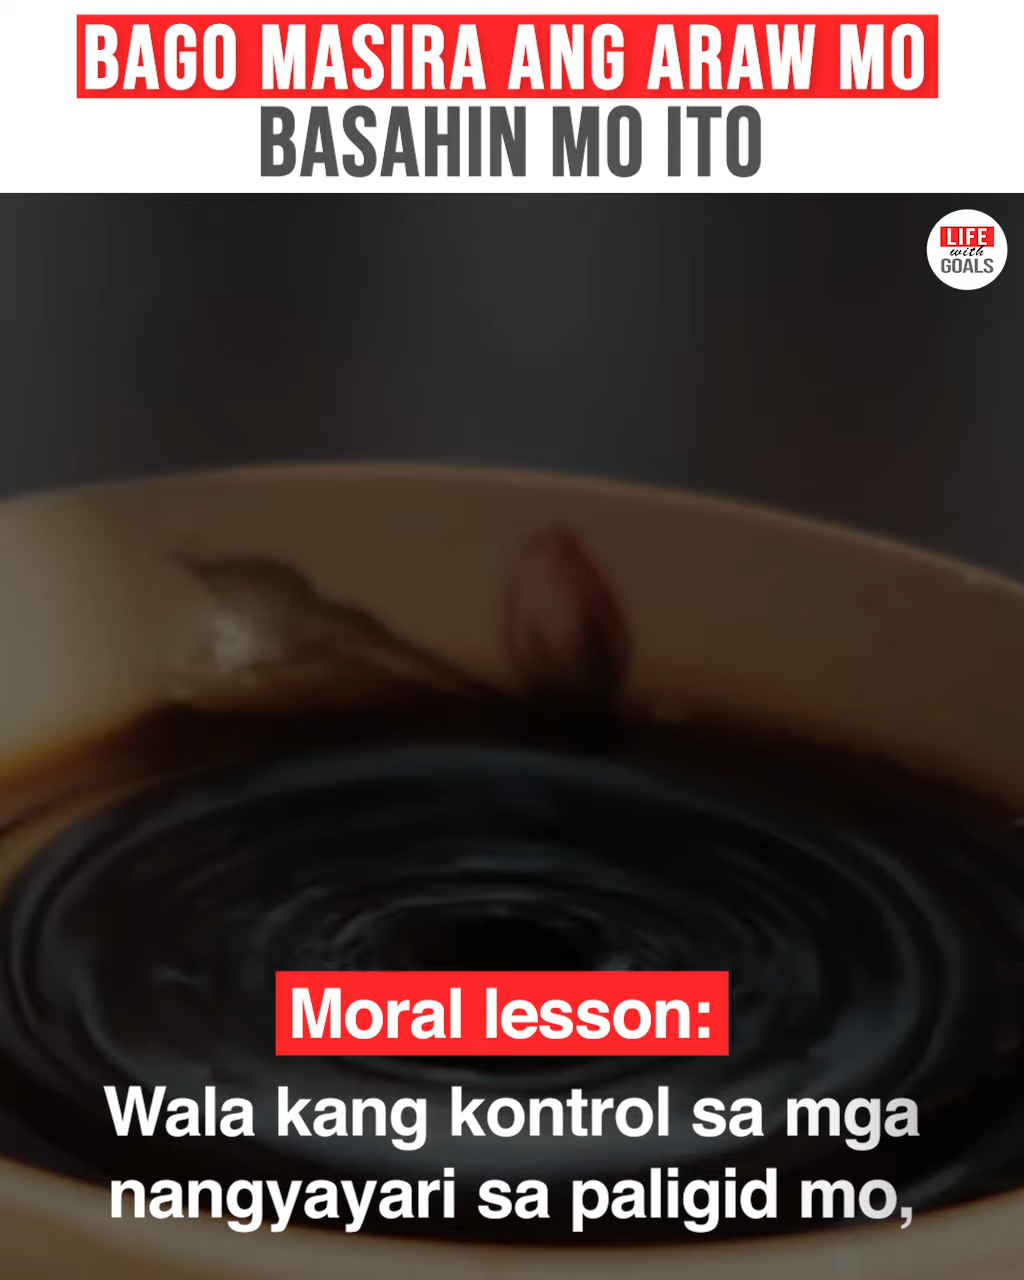 BAGO MASIRA ANG ARAW MO
BASAHIN MO ITO
LIFE
with
GOALS
Moral lesson:
Wala kang kontrol sa mga
nangyayari sa paligid mo,